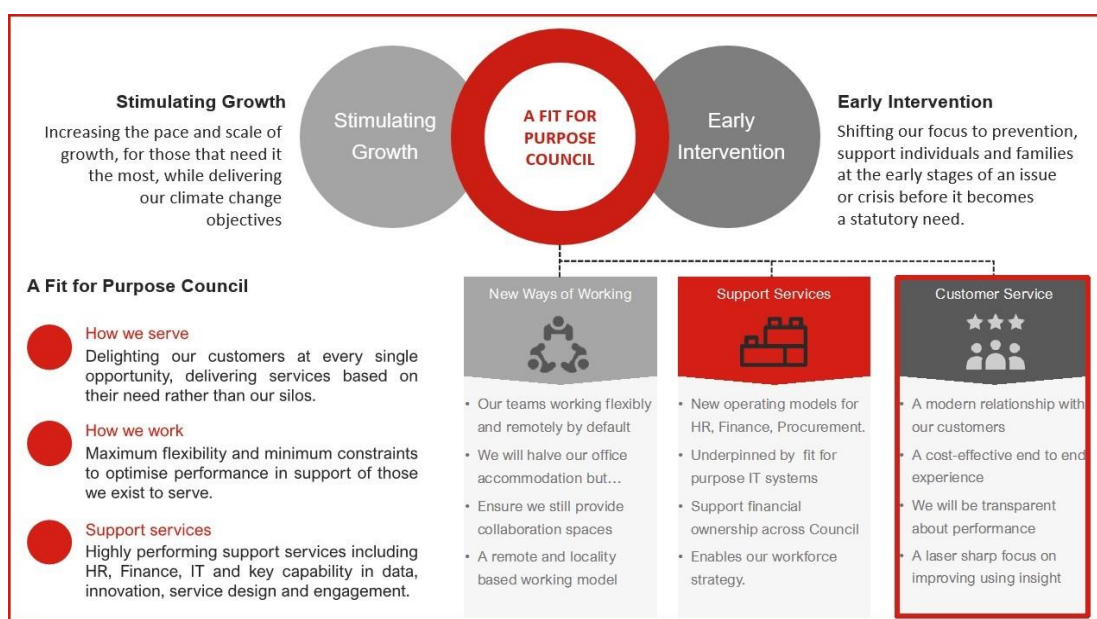 Stimulating Growth
Increasing the pace and scale of
growth, for those that need it
the most, while delivering
our climate change
objectives
Stimulating
Growth
A FIT FOR
PURPOSE
COUNCIL
Early
Intervention
Early Intervention
Shifting our focus to prevention,
support individuals and families
at the early stages of an issue
or crisis before it becomes
a statutory need.
A Fit for Purpose Council
How we serve
Delighting our customers at every single
opportunity, delivering services based on
their need rather than our silos.
How we work
Maximum flexibility and minimum constraints
to optimise performance in support of those
we exist to serve.
Support services
Highly performing support services including
HR, Finance, IT and key capability in data,
innovation, service design and engagement.
New Ways of Working
• Our teams working flexibly
and remotely by default
• We will halve our office
accommodation but...
• Ensure we still provide
collaboration spaces
• A remote and locality
based working model
Support Services
• New operating models for
HR, Finance, Procurement.
• Underpinned by fit for
purpose IT systems
• Support financial
ownership across Council
• Enables our workforce
strategy.
Customer Service
• A modern relationship with
our customers
• A cost-effective end to end
experience
• We will be transparent
about performance
• A laser sharp focus on
improving using insight